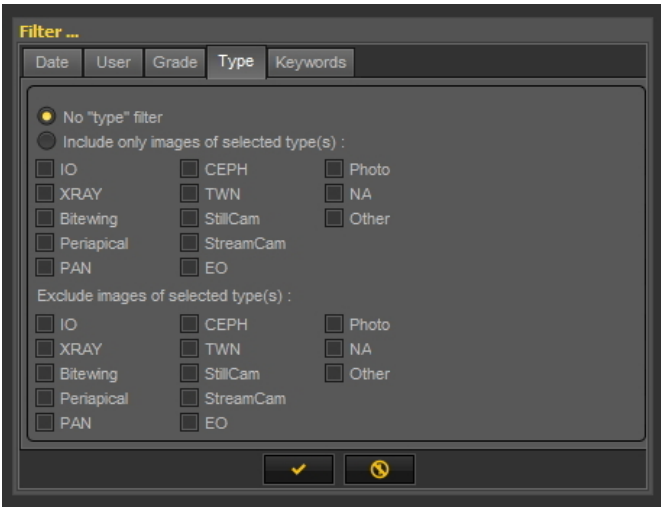 Filter ...
Date User Grade Type Keywords
No "type" filter
Include only images of selected type(s) :
IO CEPH Photo
XRAY TWN NA
Bitewing StillCam Other
Periapical StreamCam
PAN EO
Exclude images of selected type(s) :
IO CEPH Photo
XRAY TWN NA
Bitewing StillCam Other
Periapical StreamCam
PAN EO